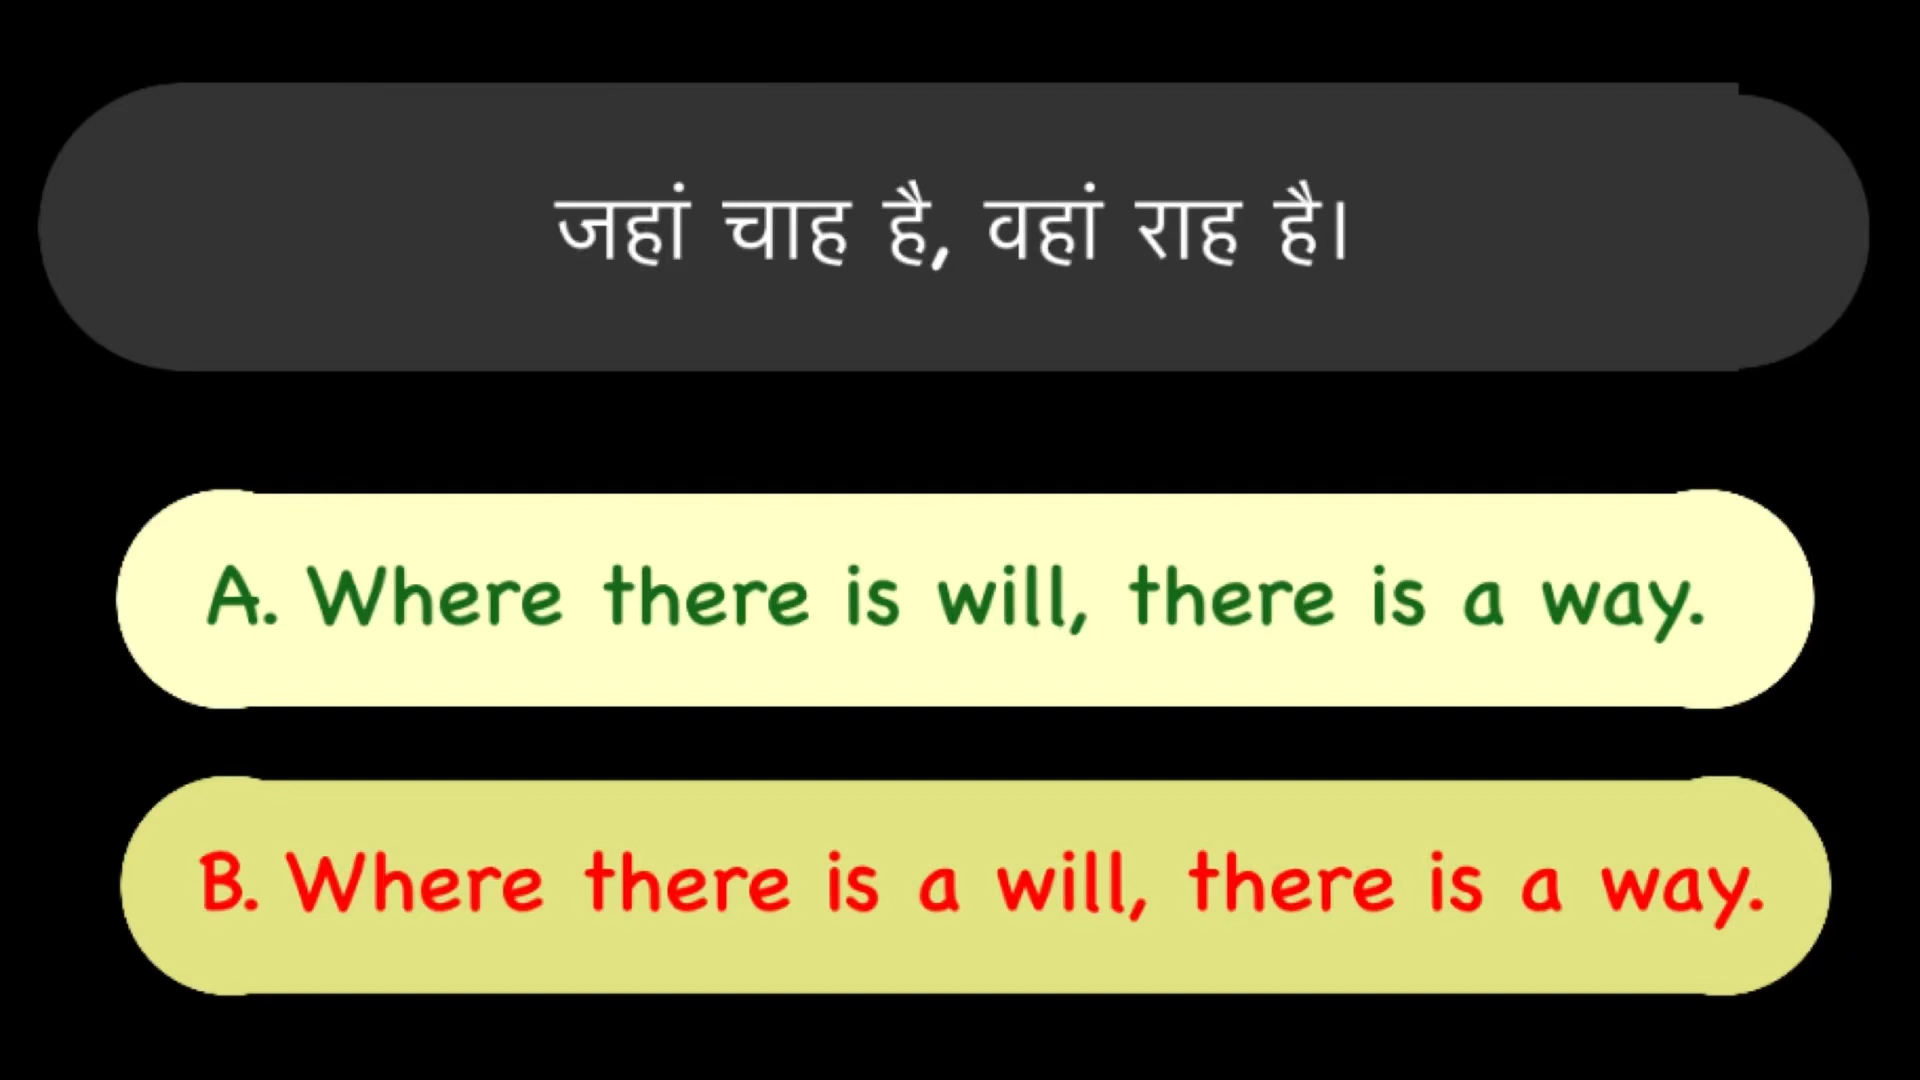 जहां चाह है, वहां राह है।
A. Where there is will, there is a way.
B. Where there is a will, there is a way.